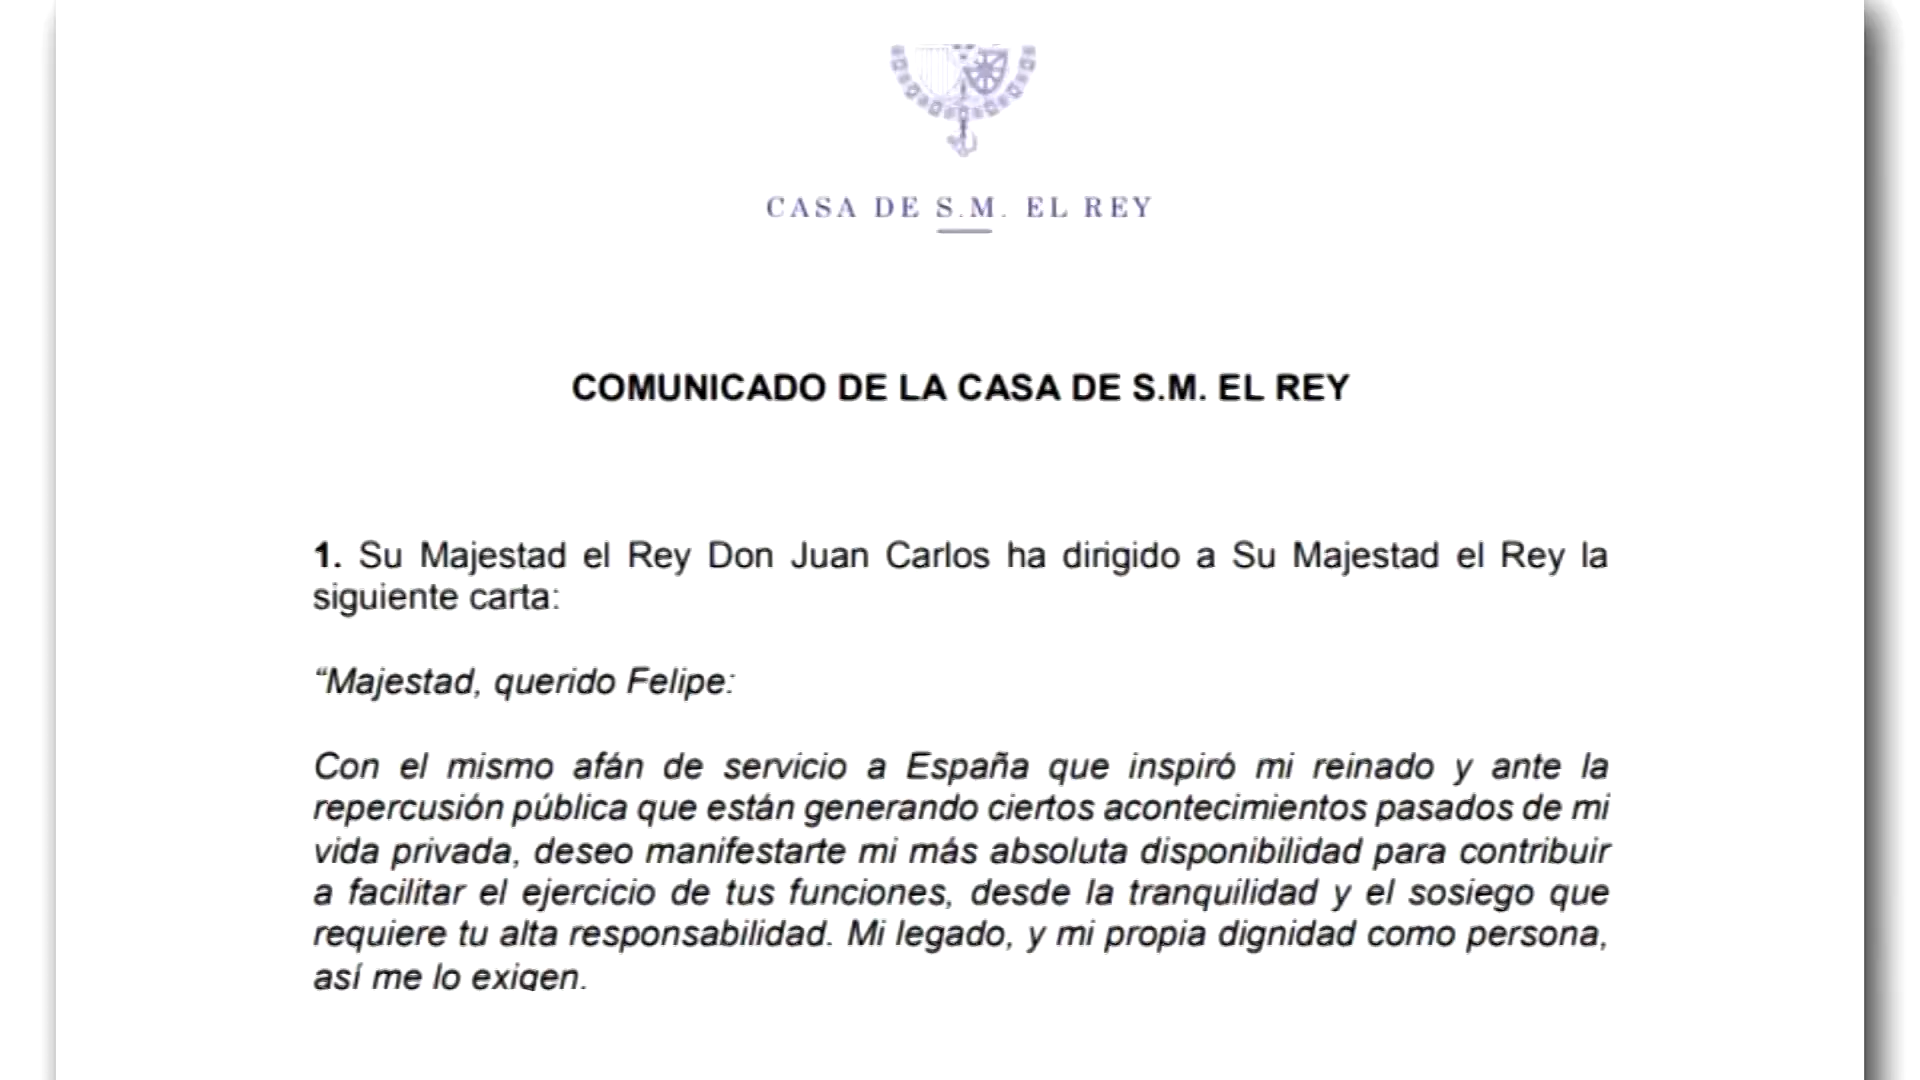 CASA DE S.M. EL REY
COMUNICADO DE LA CASA DE S.M. EL REY
1. Su Majestad el Rey Don Juan Carlos ha dirigido a Su Majestad el Rey la
siguiente carta:
“Majestad, querido Felipe:
Con el mismo afán de servicio a España que inspiró mi reinado y ante la
repercusión pública que están generando ciertos acontecimientos pasados de mi
vida privada, deseo manifestarte mi más absoluta disponibilidad para contribuir
a facilitar el ejercicio de tus funciones, desde la tranquilidad y el sosiego que
requiere tu alta responsabilidad. Mi legado, y mi propia dignidad como persona,
así me lo exigen.